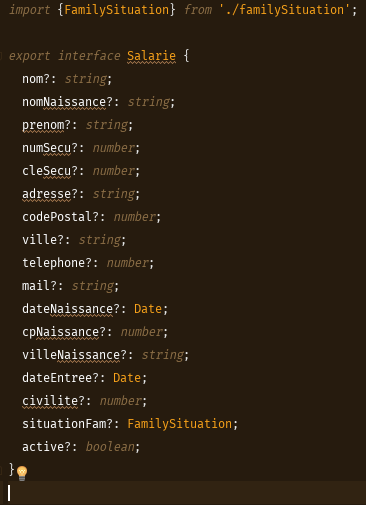 import {FamilySituation} from './familySituation';
export interface Salarie {
nom?: string;
nomNaissance?: string;
prenom?: string;
numSecu?: number;
cleSecu?: number;
adresse?: string;
codePostal?: number;
ville?: string;
telephone?: number;
mail?: string;
dateNaissance?: Date;
cpNaissance?: number;
villeNaissance?: string;
dateEntree?: Date;
civilite?: number;
situationFam?: FamilySituation;
active?: boolean;
}